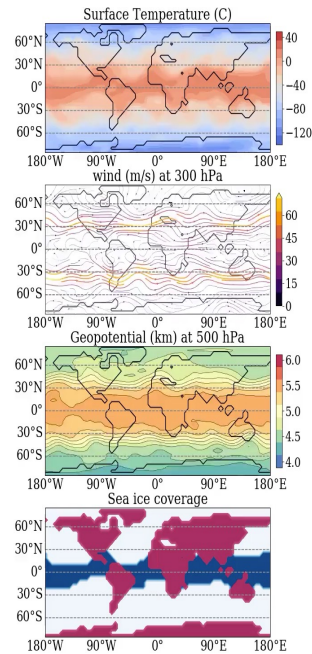 Surface Temperature (C)
60°N
30°N
0°
30°S
60°S
180°W 90°W 0° 90°E 180°E
40
0
−40
−80
−120
wind (m/s) at 300 hPa
60°N
30°N
0°
30°S
60°S
180°W 90°W 0° 90°E 180°E
60
45
30
15
0
Geopotential (km) at 500 hPa
60°N
30°N
0°
30°S
60°S
180°W 90°W 0° 90°E 180°E
6.0
5.5
5.0
4.5
4.0
Sea ice coverage
60°N
30°N
0°
30°S
60°S
180°W 90°W 0° 90°E 180°E